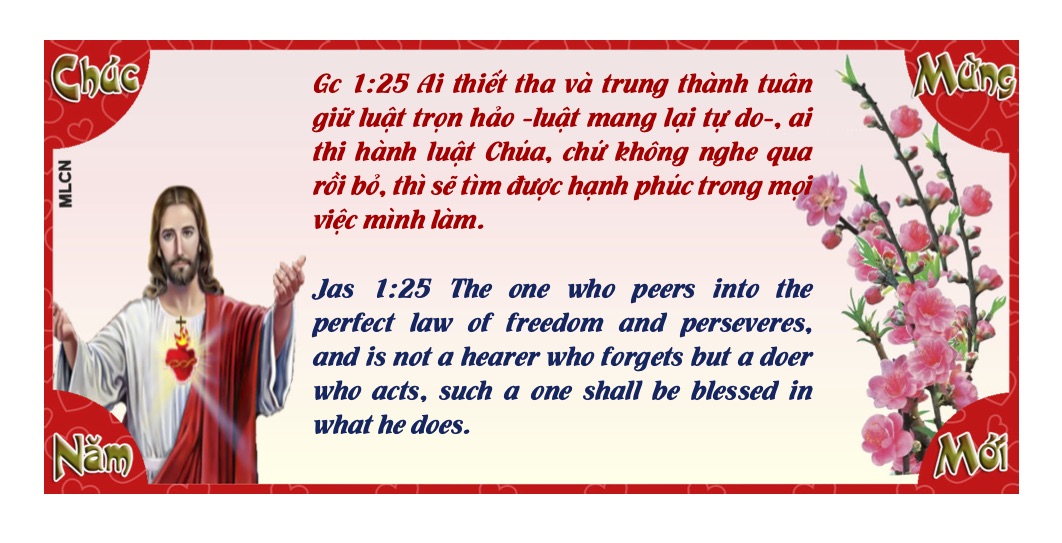 Chúc
Mừng
MLCN
Gc 1:25 Ai thiết tha và trung thành tuân
giữ luật trọn hảo -luật mang lại tự do-, ai
thi hành luật Chúa, chứ không nghe qua
rồi bỏ, thì sẽ tìm được hạnh phúc trong mọi
việc mình làm.
Jas 1:25 The one who peers into the
perfect law of freedom and perseveres,
and is not a hearer who forgets but a doer
who acts, such a one shall be blessed in
what he does.
Năm
Mới